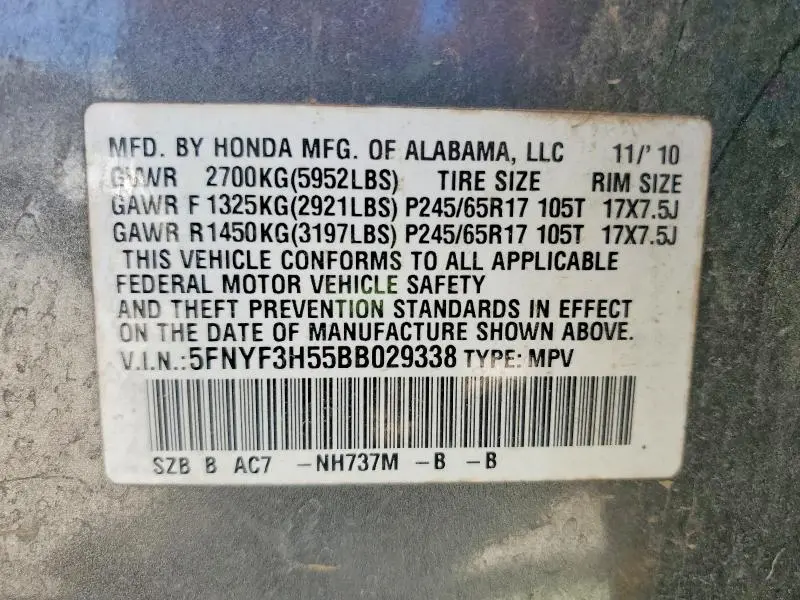 MFD. BY HONDA MFG. OF ALABAMA, LLC 11/'10
GVWR 2700KG(5952LBS) TIRE SIZE RIM SIZE
GAWR F 1325KG(2921LBS) P245/65R17 105T 17X7.5J
GAWR R 1450KG(3197LBS) P245/65R17 105T 17X7.5J
THIS VEHICLE CONFORMS TO ALL APPLICABLE
FEDERAL MOTOR VEHICLE SAFETY
AND THEFT PREVENTION STANDARDS IN EFFECT
ON THE DATE OF MANUFACTURE SHOWN ABOVE.
V.I.N.:5FNYF3H55BB029338 TYPE: MPV
SZB B AC7 -NH737M -B -B